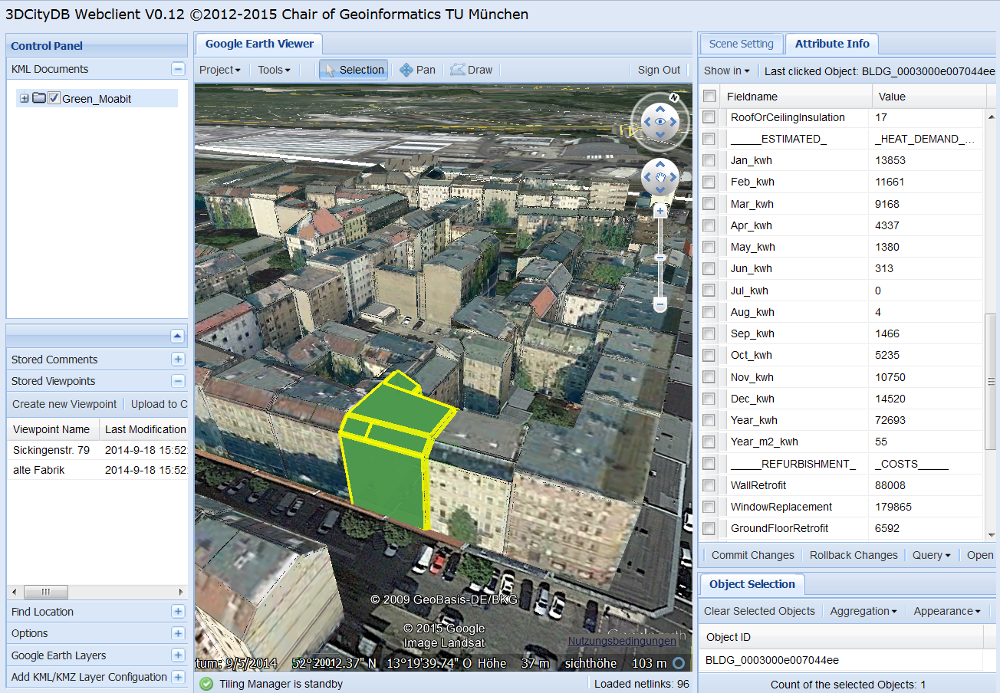 3DCityDB Webclient V0.12 ©2012-2015 Chair of Geoinformatics TU München
Control Panel
KML Documents
Green_Moabit
Stored Comments
Stored Viewpoints
Create new Viewpoint Upload to C
Viewpoint Name Last Modification
Sickingenstr. 79 2014-9-18 15:52:
alte Fabrik 2014-9-18 15:52:
Find Location
Options
Google Earth Layers
Add KML/KMZ Layer Configuation
Google Earth Viewer
Project Tools Selection Pan Draw Sign Out
N
© 2009 GeoBasis-DE/BKG
© 2015 Google
Image Landsat
Nutzungsbedingungen
tum: 9/5/2014 13°19'39.74" O Höhe 37 m sichthöhe 103 m
Tiling Manager is standby Loaded netlinks: 96
Scene Setting Attribute Info
Show in Last clicked Object: BLDG_0003000e007044ee
Fieldname Value
RoofOrCeilingInsulation 17
_____ESTIMATED_ _HEAT_DEMAND_...
Jan_kwh 13853
Feb_kwh 11661
Mar_kwh 9168
Apr_kwh 4337
May_kwh 1380
Jun_kwh 313
Jul_kwh 0
Aug_kwh 4
Sep_kwh 1466
Oct_kwh 5235
Nov_kwh 10750
Dec_kwh 14520
Year_kwh 72693
Year_m2_kwh 55
_____REFURBISHMENT_ _COSTS_____
WallRetrofit 88008
WindowReplacement 179865
GroundFloorRetrofit 6592
Commit Changes Rollback Changes Query Open
Object Selection
Clear Selected Objects Aggregation Appearance
Object ID
BLDG_0003000e007044ee
Count of the selected Objects: 1